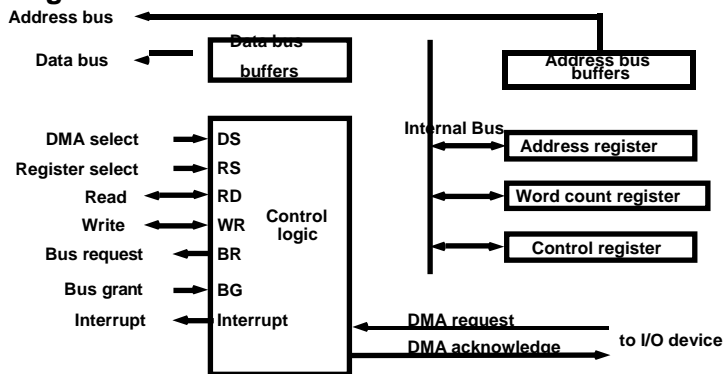 Address bus
Data bus
Data bus
buffers
Address bus
buffers
Internal Bus
DMA select
DS
Address register
Register select
RS
Read
RD
Word count register
Write
WR
Control
logic
Bus request
BR
Control register
Bus grant
BG
Interrupt
Interrupt
DMA request
DMA acknowledge
to I/O device